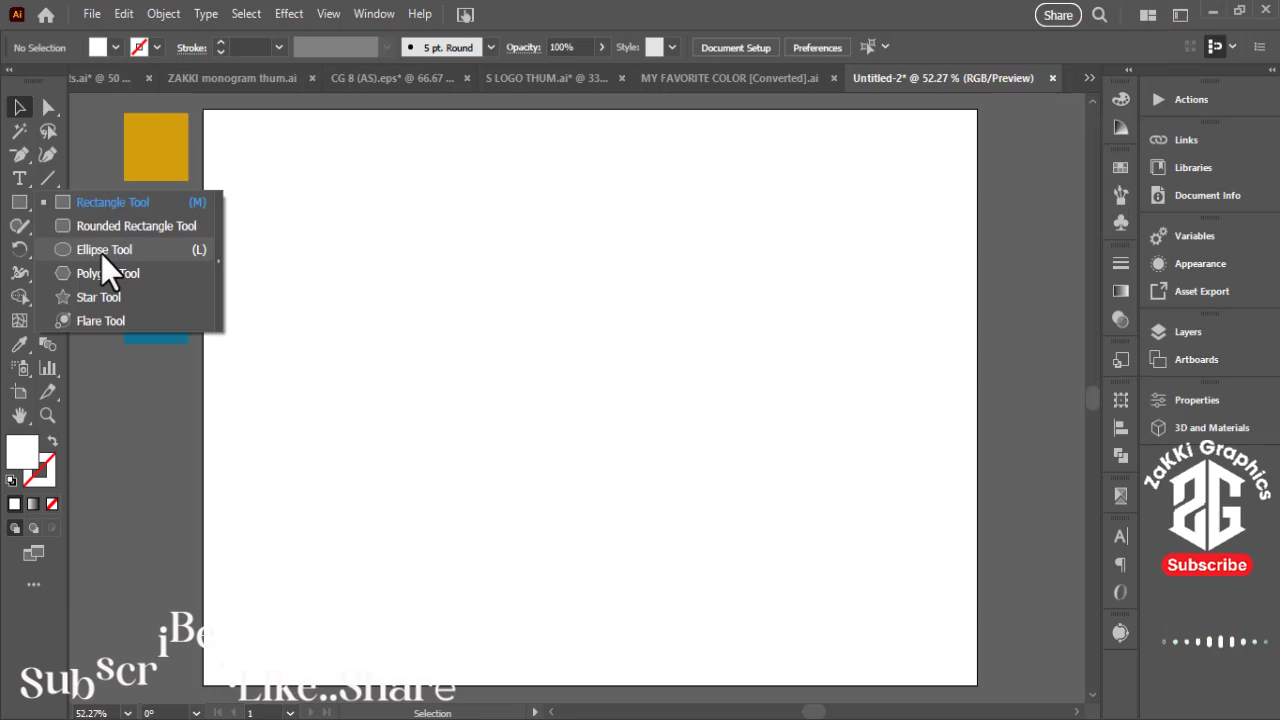 Ai File Edit Object Type Select Effect View Window Help Share
No Selection Stroke: 5 pt. Round Opacity: 100% Style: Document Setup Preferences
ts.ai* @ 50 ... ZAKKI monogram thum.ai CG 8 (AS).eps* @ 66.67 ... S LOGO THUM.ai* @ 33... MY FAVORITE COLOR [Converted].ai Untitled-2* @ 52.27 % (RGB/Preview)
Rectangle Tool (M)
Rounded Rectangle Tool
Ellipse Tool (L)
Tool
Star Tool
Flare Tool
Actions
Links
Libraries
Document Info
Variables
Appearance
Asset Export
Layers
Artboards
Properties
3D and Materials
ZaKKi Graphics
ZG
Subscribe
iBe
Subscr
.Like..Share
52.27% 0° 1 Selection